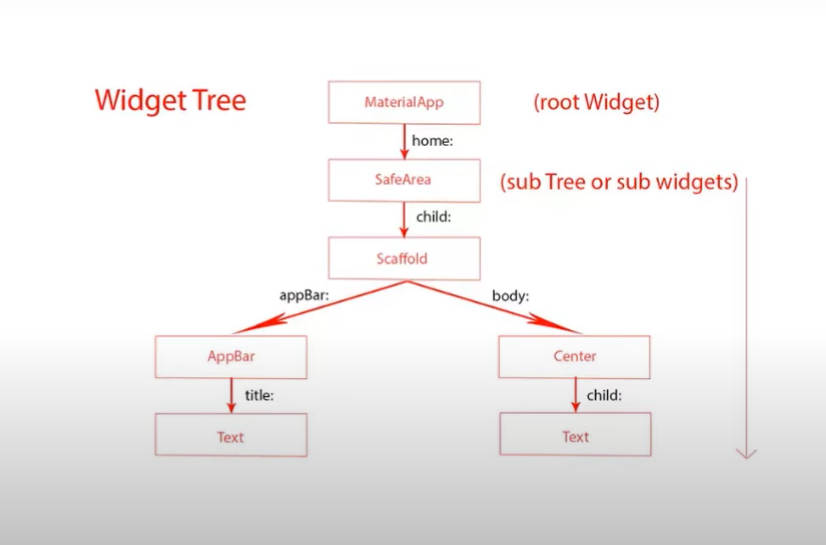 Widget Tree
MaterialApp
(root Widget)
home:
SafeArea
(sub Tree or sub widgets)
child:
Scaffold
appBar:
body:
AppBar
Center
title:
child:
Text
Text